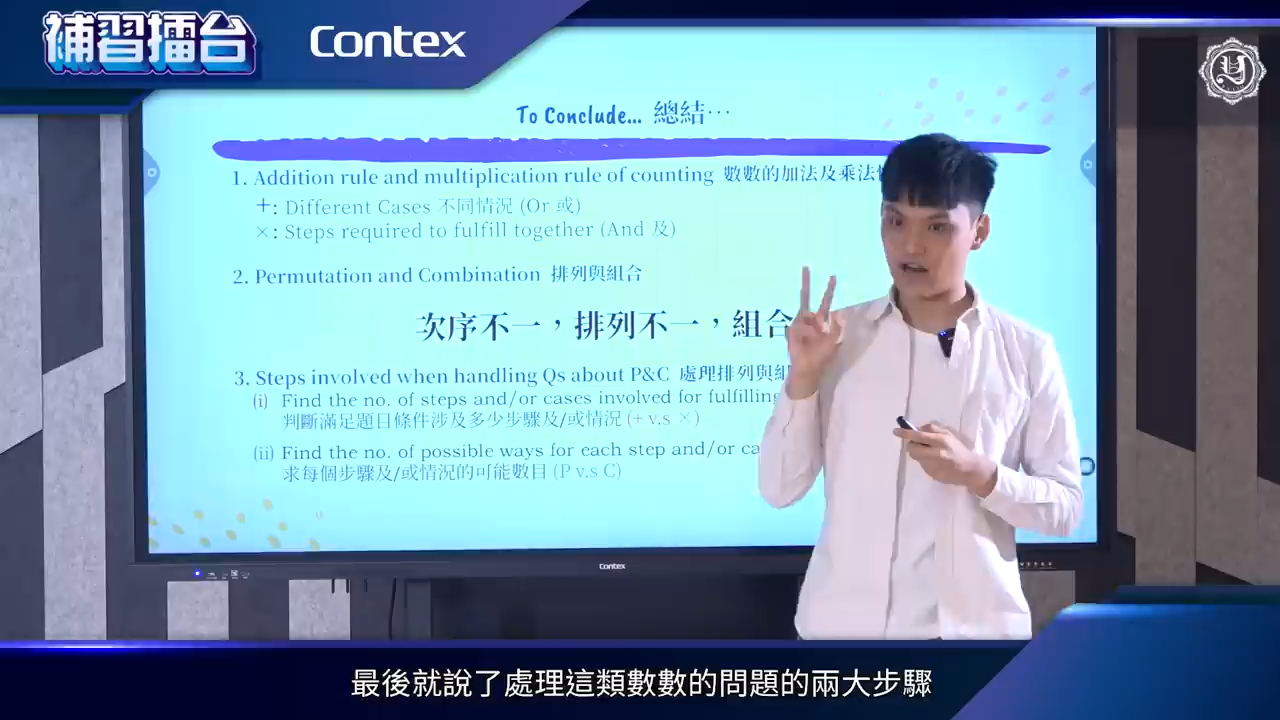 補習擂台
Contex
To Conclude... 總結…
1. Addition rule and multiplication rule of counting 數數的加法及乘法
+: Different Cases 不同情況 (Or 或)
×: Steps required to fulfill together (And 及)
2. Permutation and Combination 排列與組合
次序不一，排列不一，組合
3. Steps involved when handling Qs about P&C 處理排列與
(i) Find the no. of steps and/or cases involved for fulfilling
判斷滿足題目條件涉及多少步驟及/或情況 (+ v.s ×)
(ii) Find the no. of possible ways for each step and/or ca
求每個步驟及/或情況的可能數目 (P v.s C)
Contex
最後就說了處理這類數數的問題的兩大步驟